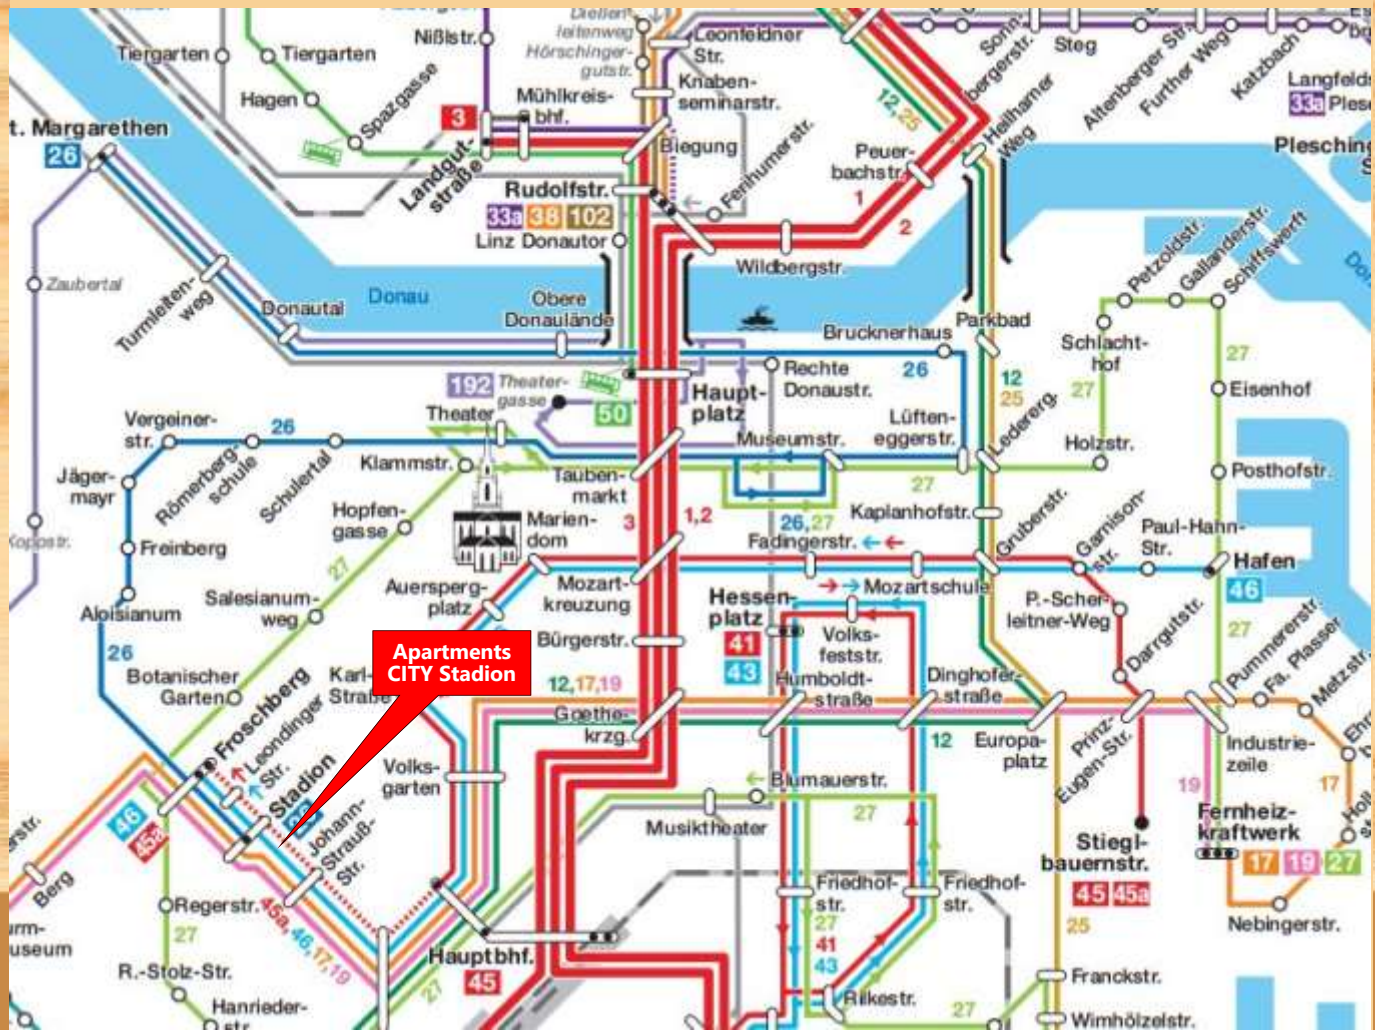 Tiergarten
Tiergarten
Hagen
Spazgasse
Nißlstr.
leitenweg
Hörschinger-
gutstr.
Leonfeldner
Str.
Knaben-
seminarstr.
Mühlkreis-
bhf.
3
Landgut-
straße
Biegung
Ferihumerstr.
Rudolfstr.
33a 38 102
Linz Donautor
t. Margarethen
26
Zaubertal
Turmleiten-
weg
Donautal
Donau
Obere
Donaulände
12,25
bergerstr.
Steg
Altenberger Str.
Further Weg
Katzbach
Langfelds
33a Plese
Plesching
Heilhamer
Weg
Peuer-
bachstr.
1
2
Wildbergstr.
Parkbad
Brucknerhaus
26
12
25
Petzoldstr.
Gallanderstr.
Schiffswerft
Schlacht-
hof
27
27
Eisenhof
Rechte
Donaustr.
192
Theater-
gasse
50
Haupt-
platz
Theater
Vergeiner-
str.
26
Römerberg-
schule
Schulertal
Klammstr.
Jäger-
mayr
Hopfen-
gasse
Freinberg
Aloisianum
26
27
Salesianum-
weg
Botanischer
Garten
Marien-
dom
Tauben-
markt
3
1,2
Museumstr.
Lüften-
eggerstr.
Ledererg.
Holzstr.
27
Posthofstr.
26,27
Kaplanhofstr.
Gruberstr.
Garnison-
str.
Paul-Hahn-
Str.
Hafen
46
27
Fadingerstr.
Mozartschule
Auersperg-
platz
Mozart-
kreuzung
Bürgerstr.
Hessen-
platz
41
43
Volks-
feststr.
P.-Scher-
leitner-Weg
Darrgutstr.
Pummererstr.
Fa. Plasser
Metzstr.
Apartments
CITY Stadion
Karl-
Straße
12,17,19
Goethe-
krzg.
Humboldt-
straße
Dinghofer-
straße
12
Europa-
platz
Prinz-
Eugen-Str.
Industrie-
zeile
19
17
Froschberg
Leondinger
Str.
Stadion
Johann-
Strauß-
Str.
46
45a
Volks-
garten
Blumauerstr.
27
Musiktheater
Fernheiz-
kraftwerk
17 19 27
Stiegl-
bauernstr.
45 45a
Nebingerstr.
Berg
Regerstr.
27
R.-Stolz-Str.
Hanrieder-
str.
45a, 46,17,19
27
Hauptbhf.
45
Friedhof-
str.
27
41
43
Friedhof-
str.
25
Rilkestr.
27
Franckstr.
Wimhölzelstr.